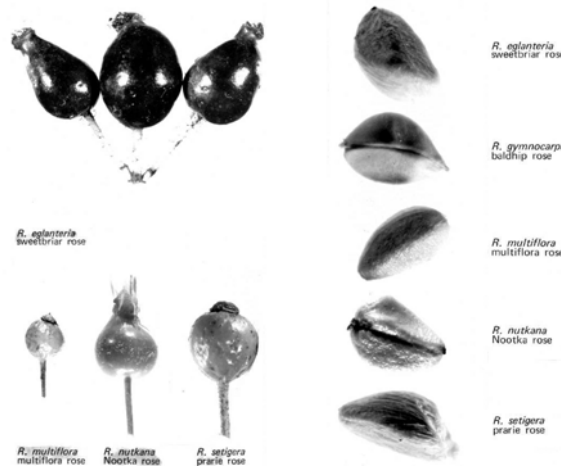 R. eglanteria
sweetbriar rose
R. multiflora
multiflora rose
R. nutkana
Nootka rose
R. setigera
prarie rose
R. eglanteria
sweetbriar rose
R. gymnocarp
baldhip rose
R. multiflora
multiflora rose
R. nutkana
Nootka rose
R. setigera
prarie rose